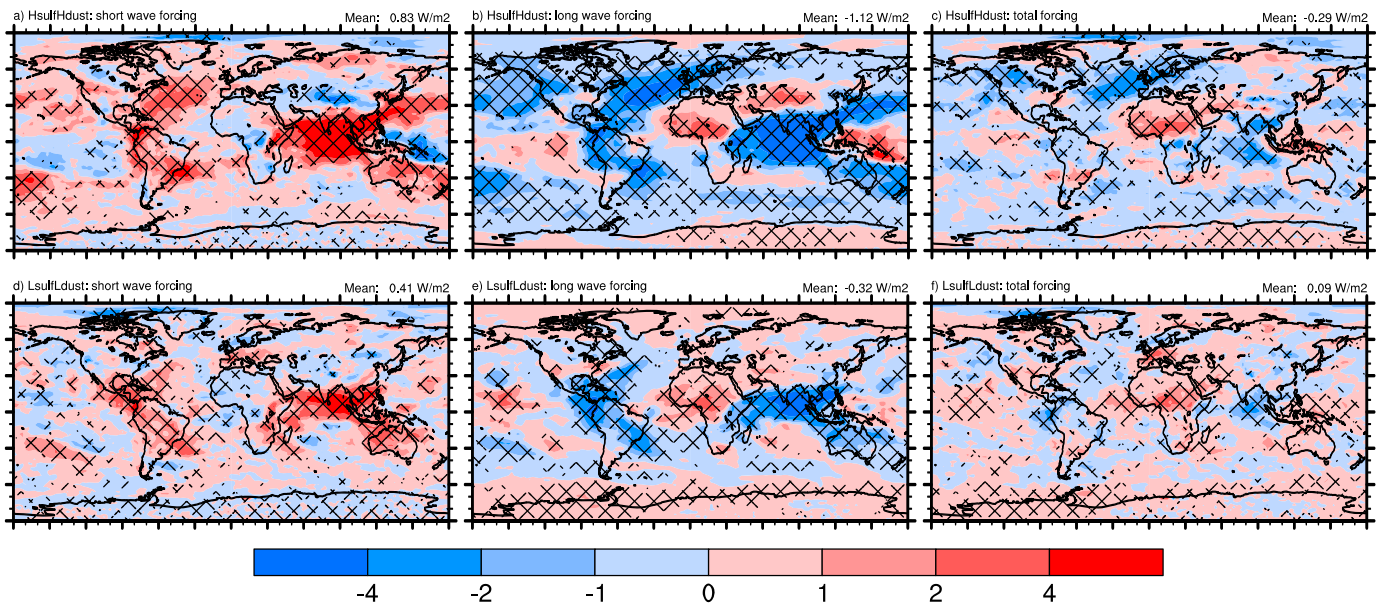 a) HsulfHdust: short wave forcing Mean: 0.83 W/m2
b) HsulfHdust: long wave forcing Mean: -1.12 W/m2
c) HsulfHdust: total forcing Mean: -0.29 W/m2
d) LsulfLdust: short wave forcing Mean: 0.41 W/m2
e) LsulfLdust: long wave forcing Mean: -0.32 W/m2
f) LsulfLdust: total forcing Mean: 0.09 W/m2
-4 -2 -1 0 1 2 4